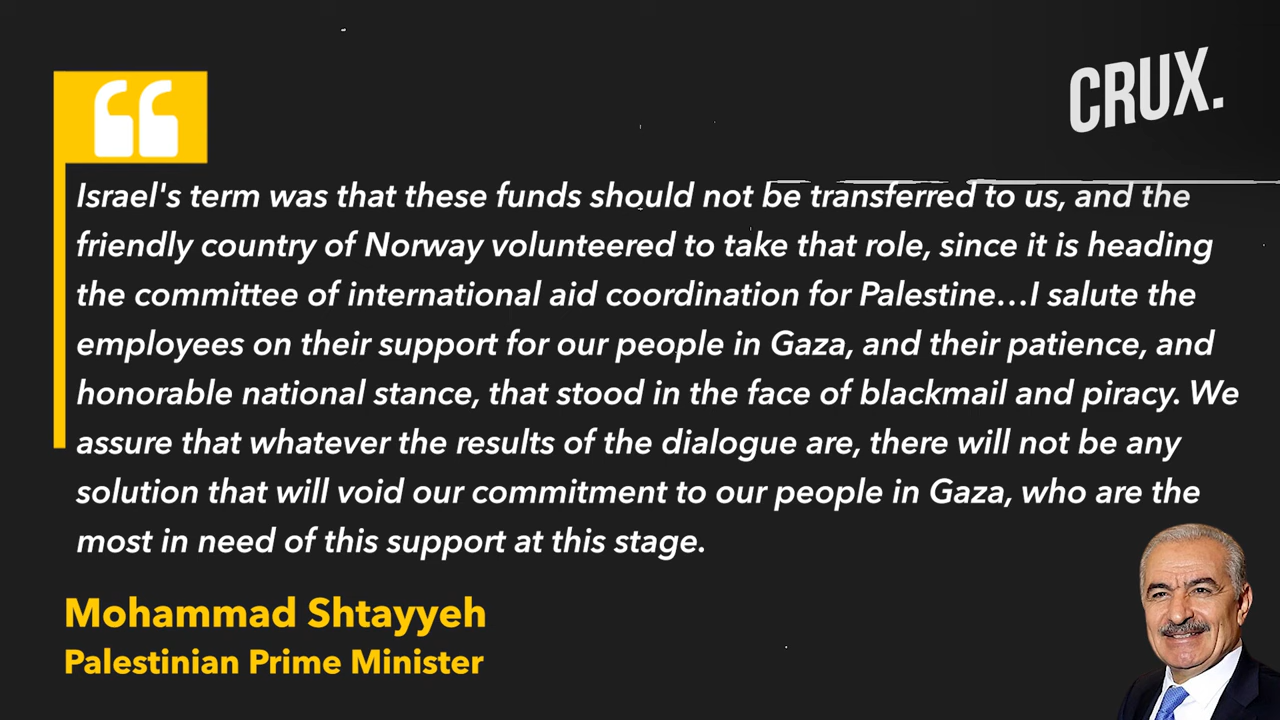 CRUX.
Israel's term was that these funds should not be transferred to us, and the
friendly country of Norway volunteered to take that role, since it is heading
the committee of international aid coordination for Palestine...I salute the
employees on their support for our people in Gaza, and their patience, and
honorable national stance, that stood in the face of blackmail and piracy. We
assure that whatever the results of the dialogue are, there will not be any
solution that will void our commitment to our people in Gaza, who are the
most in need of this support at this stage.
Mohammad Shtayyeh
Palestinian Prime Minister